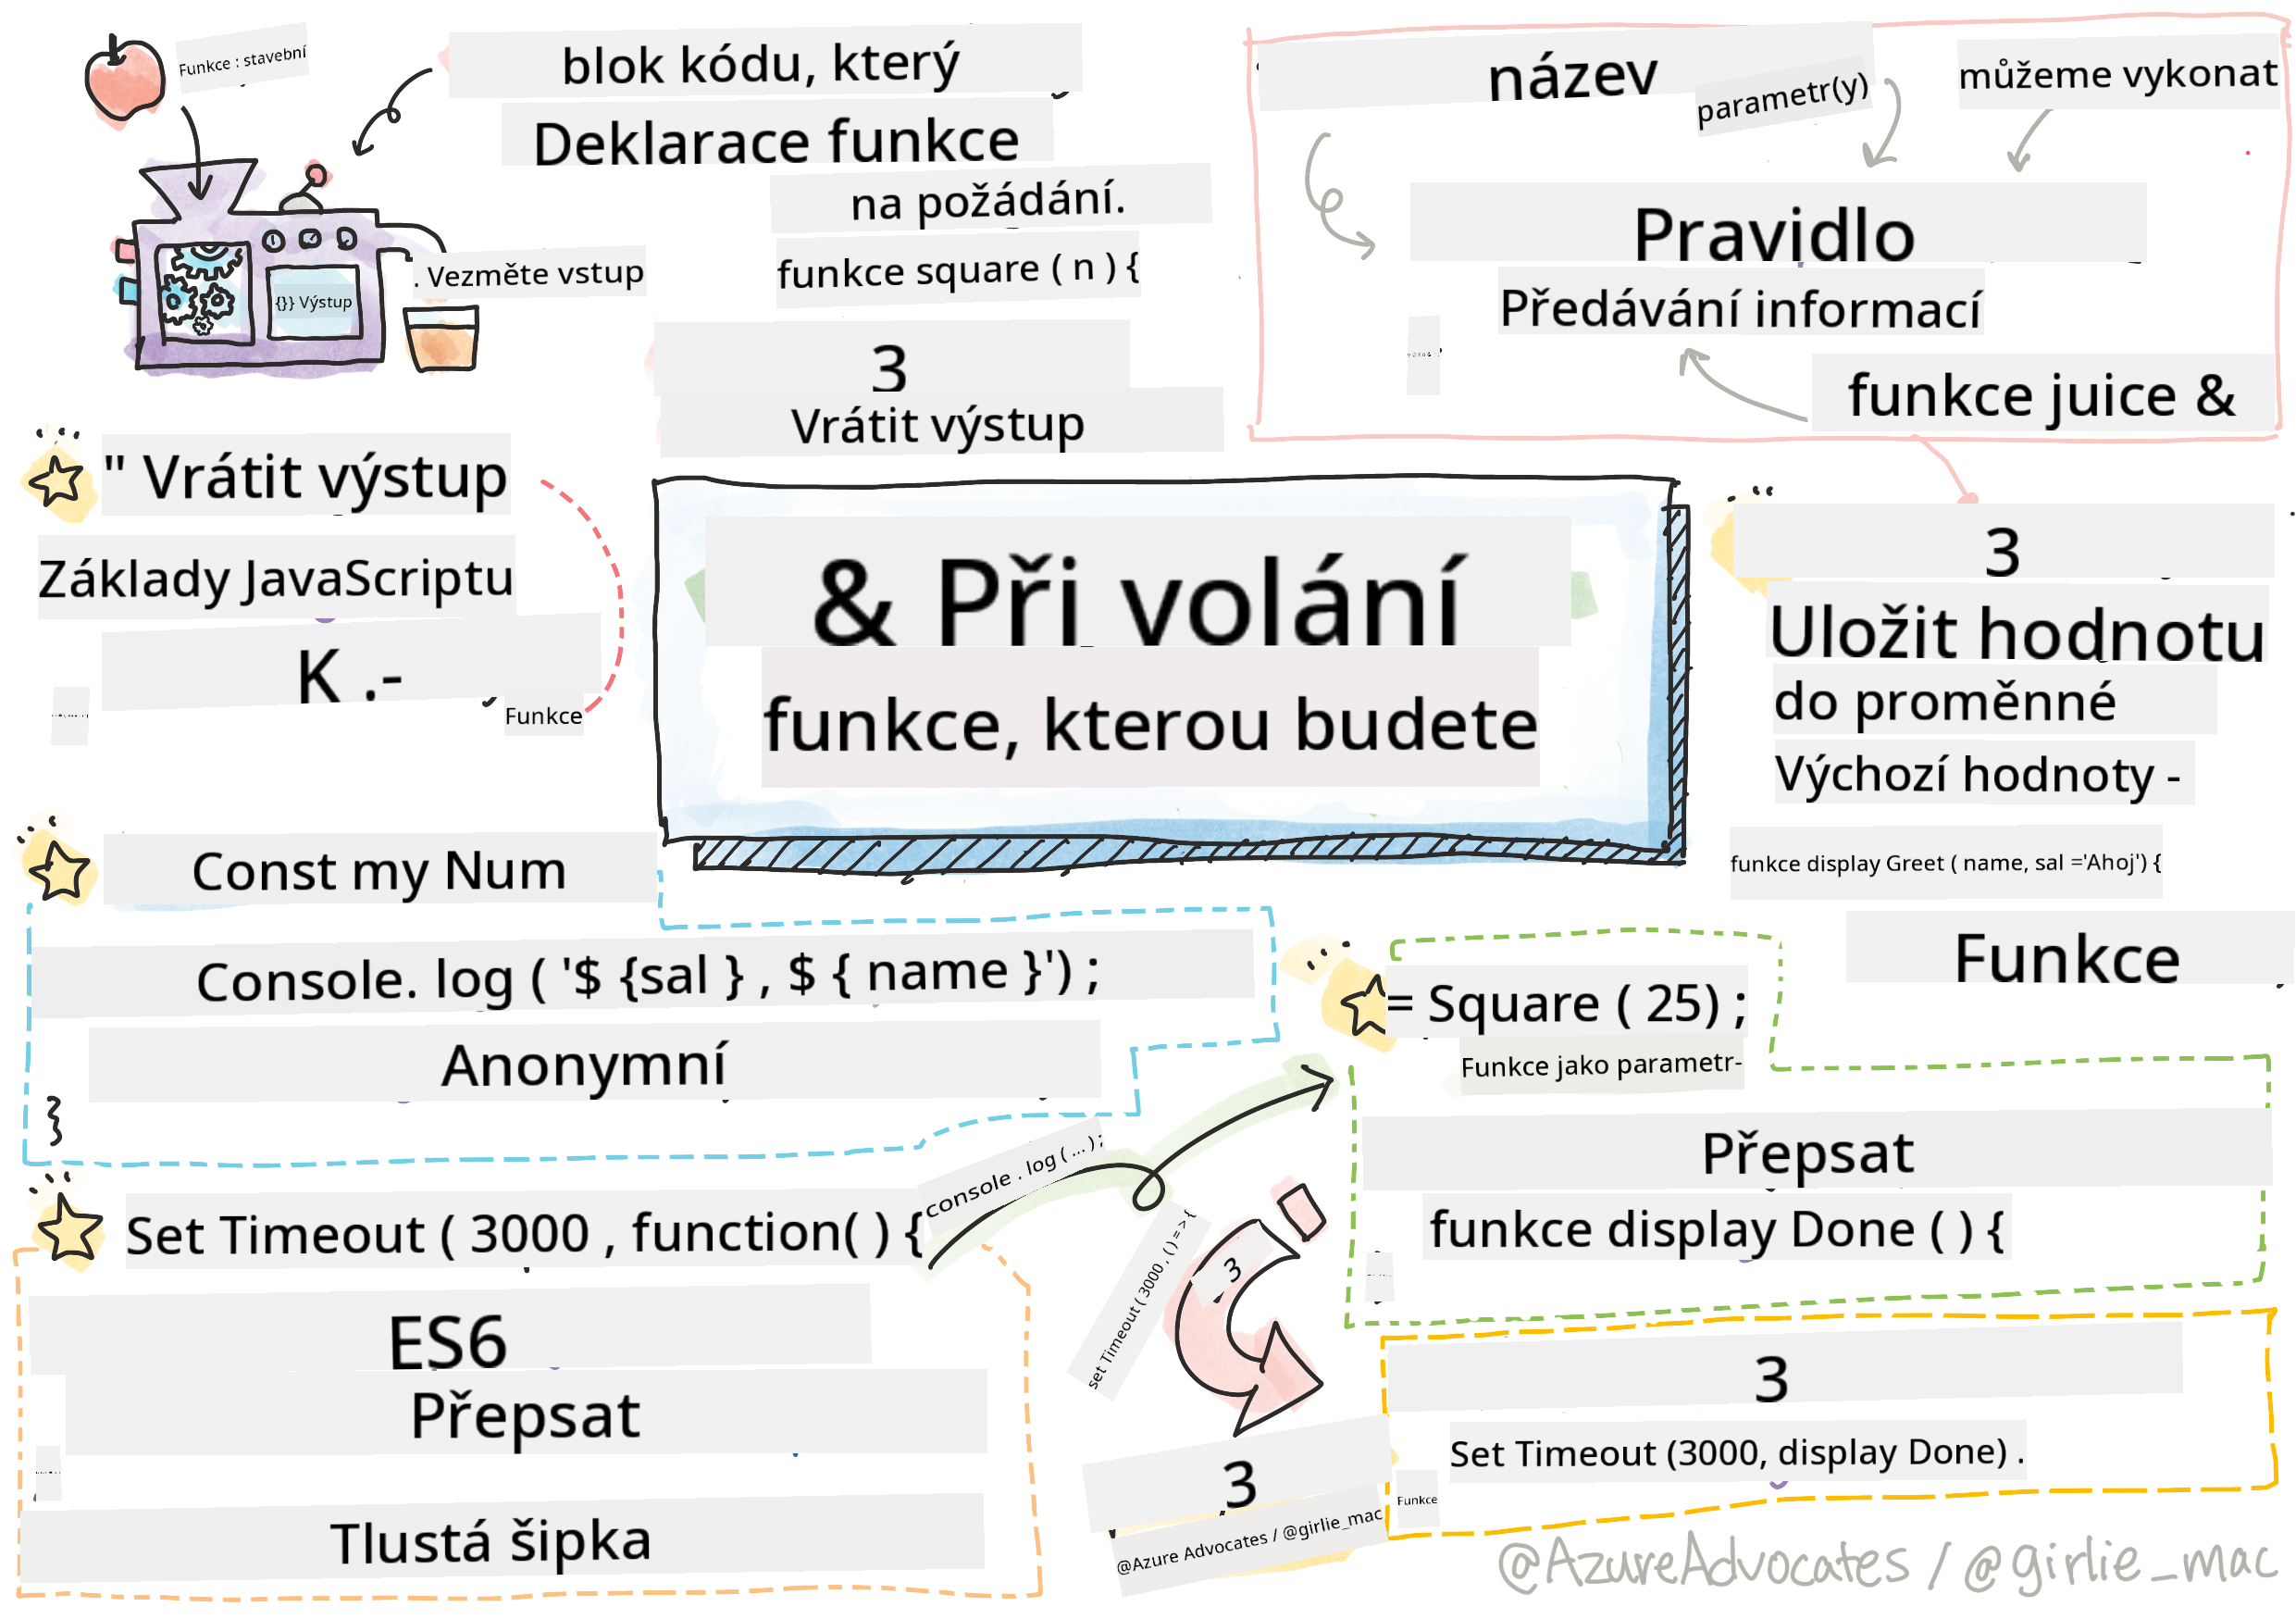 Funkce : stavební
blok kódu, který
Deklarace funkce
na požádání.
funkce square ( n ) {
. Vezměte vstup
{}} Výstup
3
Vrátit výstup
název
parametr(y)
můžeme vykonat
Pravidlo
Předávání informací
funkce juice &
" Vrátit výstup
Základy JavaScriptu
K .-
Funkce
& Při volání
funkce, kterou budete
3
Uložit hodnotu
do proměnné
Výchozí hodnoty -
funkce display Greet ( name, sal ='Ahoj') {
Funkce
Const my Num
Console. log ( '$ {sal } , $ { name }') ;
Anonymní
}
= Square ( 25) ;
Funkce jako parametr-
Přepsat
funkce display Done ( ) {
Set Timeout ( 3000 , function( ) {
console . log ( ... ) ;
ES6
Přepsat
Tlustá šipka
set Timeout ( 3000 , ( ) = > {
3
3
@Azure Advocates / @girlie_mac
3
Set Timeout (3000, display Done) .
Funkce
@AzureAdvocates / @girlie_mac